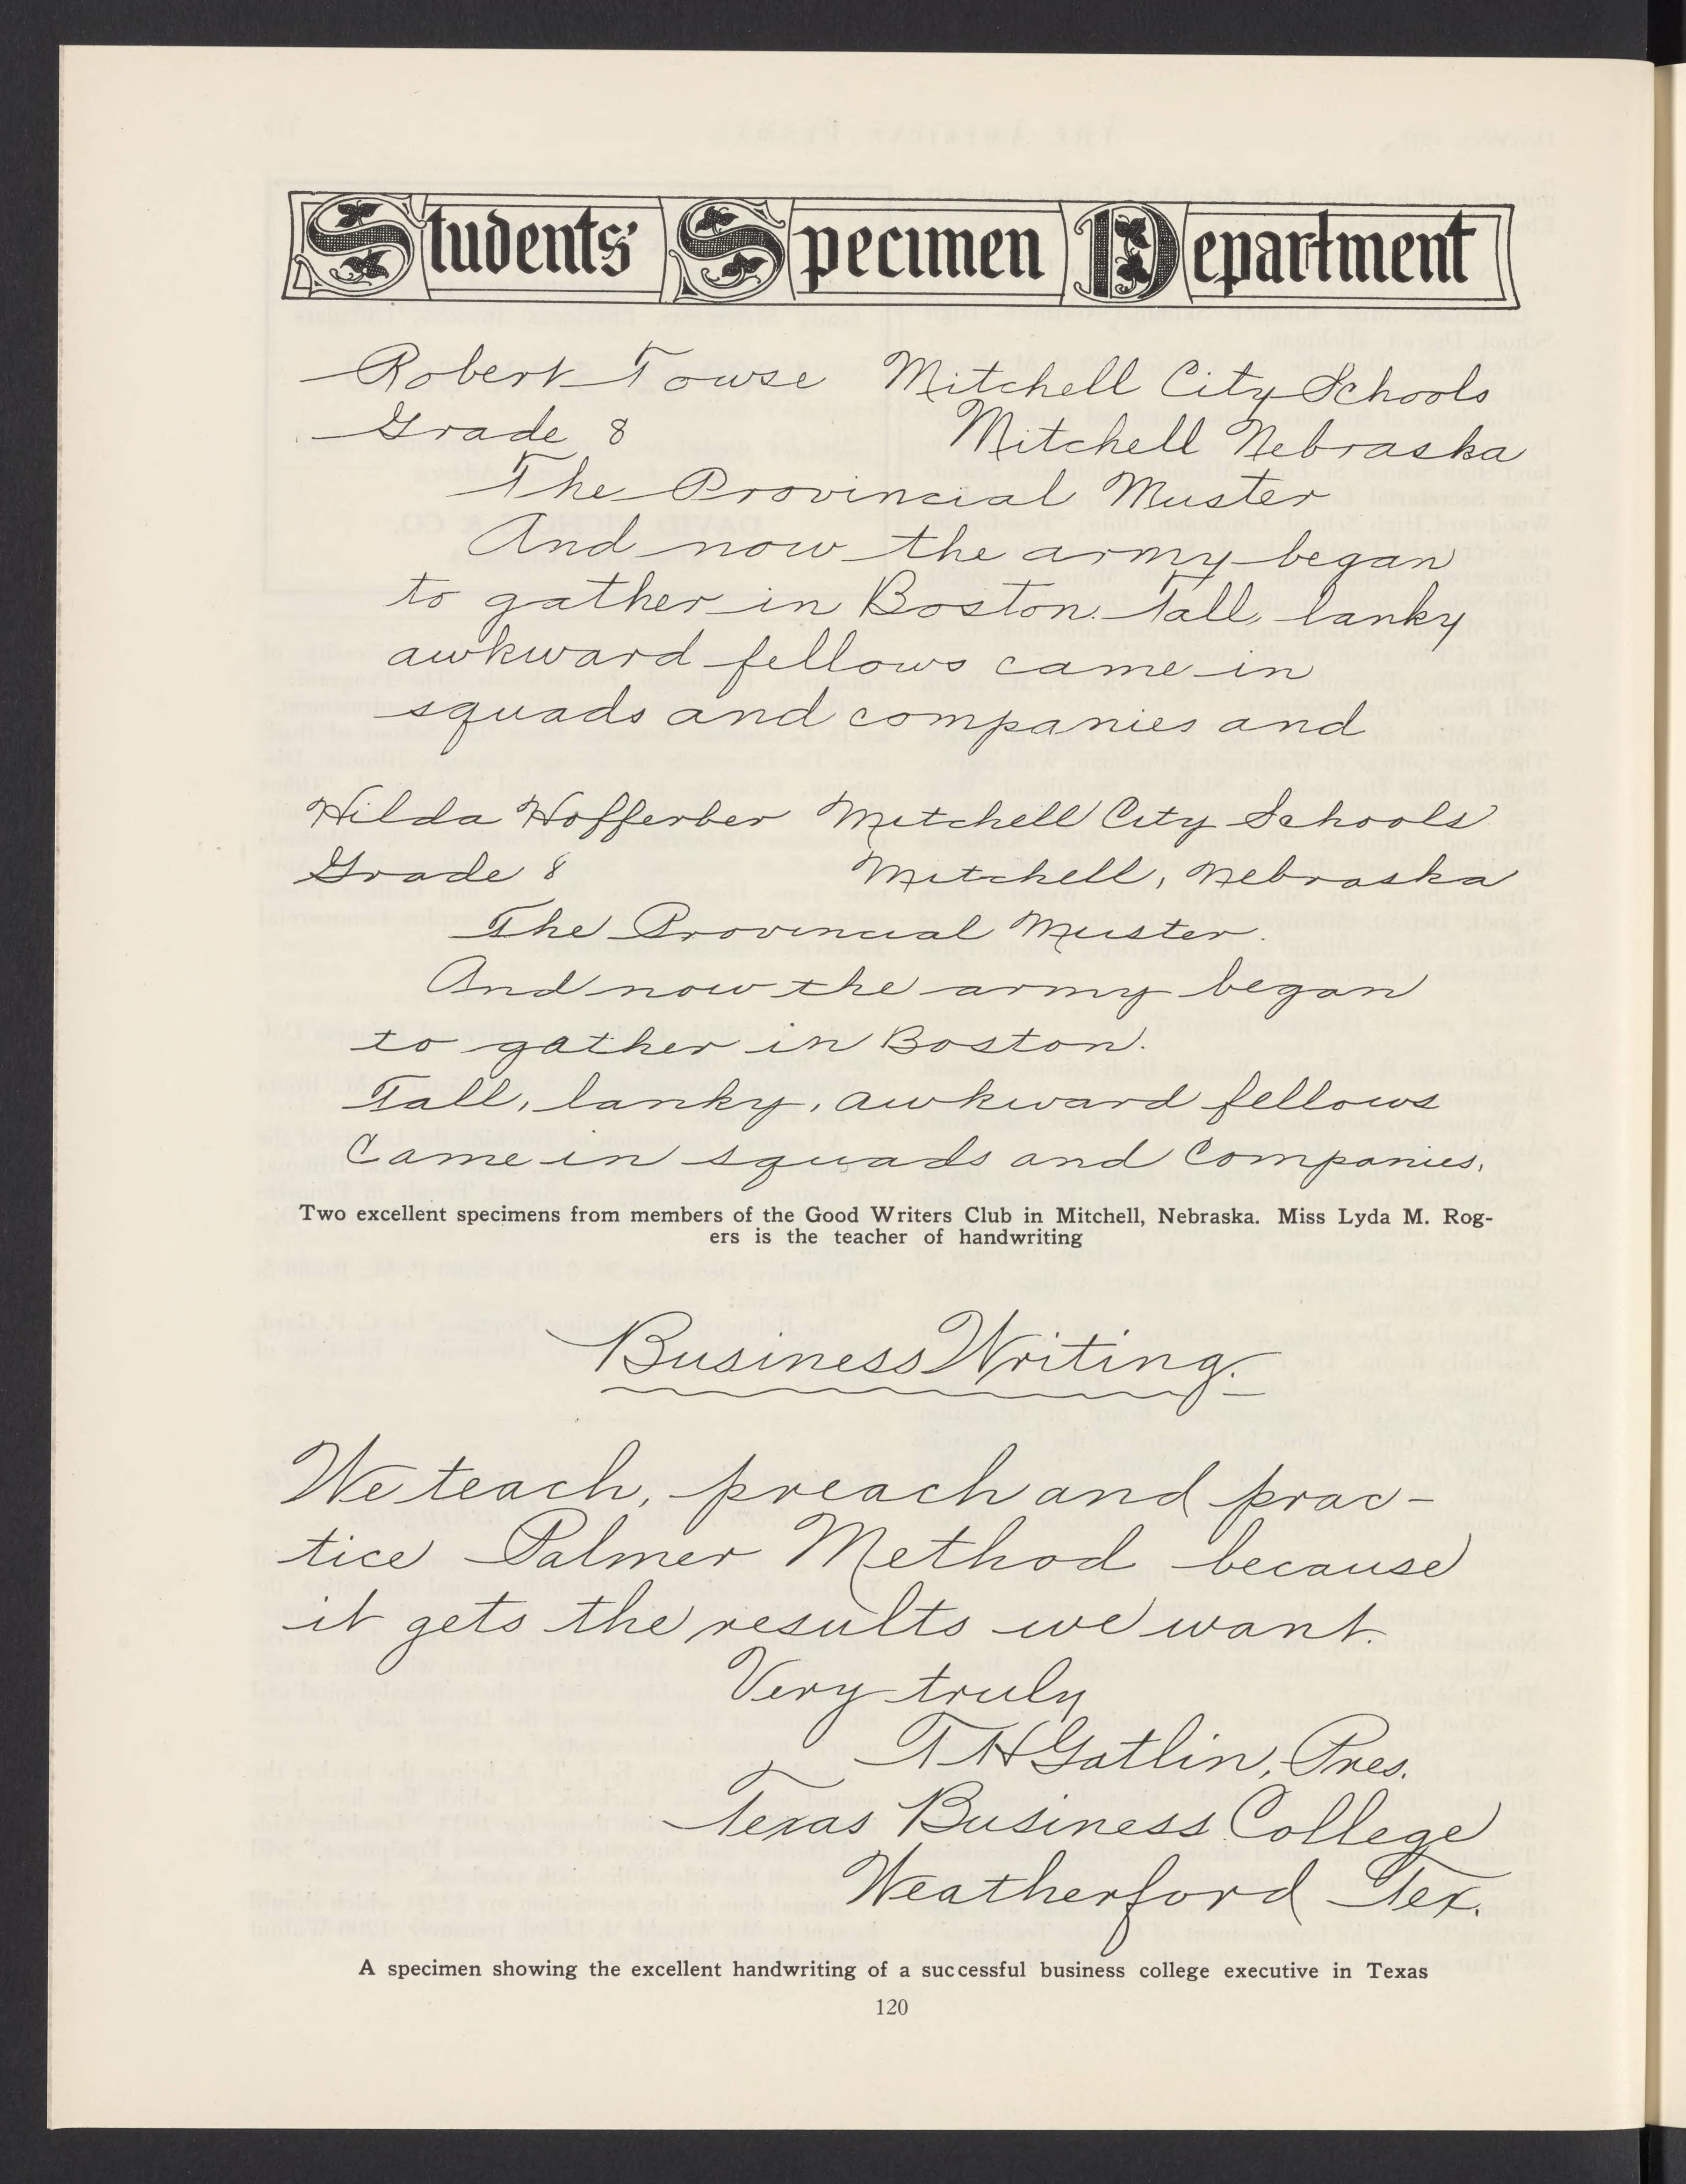 Students' Specimen Department
Robert Towse Mitchell City Schools
Grade 8 Mitchell Nebraska
The Provincial Muster
And now the army began
to gather in Boston. Tall, lanky
awkward fellows came in
squads and companies and
Hilda Hofferber Mitchell City Schools
Grade 8 Mitchell, Nebraska
The Provincial Muster.
And now the army began
to gather in Boston.
Tall, lanky, awkward fellows
Came in squads and Companies,
Two excellent specimens from members of the Good Writers Club in Mitchell, Nebraska. Miss Lyda M. Rog-
ers is the teacher of handwriting
Business Writing.
We teach, preach and prac-
tice Palmer Method because
it gets the results we want.
Very truly
T H Gatlin, Pres.
Texas Business College
Weatherford Tex.
A specimen showing the excellent handwriting of a successful business college executive in Texas
120